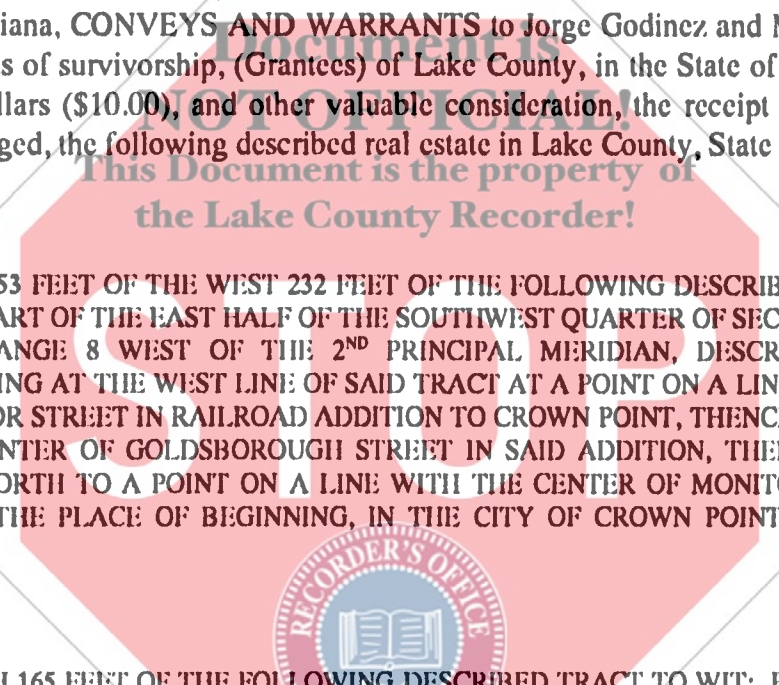 iana, CONVEYS AND WARRANTS to Jorge Godinez and
Document is
s of survivorship, (Grantees) of Lake County, in the State of
llars ($10.00), and other valuable consideration, the receipt
NOT OFFICIAL!
ged, the following described real estate in Lake County, State
This Document is the property of
the Lake County Recorder!
53 FEET OF THE WEST 232 FEET OF THE FOLLOWING DESCRIB
ART OF THE EAST HALF OF THE SOUTHWEST QUARTER OF SEC
ANGE 8 WEST OF THE 2ND PRINCIPAL MERIDIAN, DESCR
ING AT THE WEST LINE OF SAID TRACT AT A POINT ON A LIN
OR STREET IN RAILROAD ADDITION TO CROWN POINT, THENC
STOP
NTER OF GOLDSBOROUGH STREET IN SAID ADDITION, THE
ORTH TO A POINT ON A LINE WITH THE CENTER OF MONIT
THE PLACE OF BEGINNING, IN THE CITY OF CROWN POINT
RECORDER'S OFFICE
165 FEET OF THE FOLLOWING DESCRIBED TRACT TO WIT: